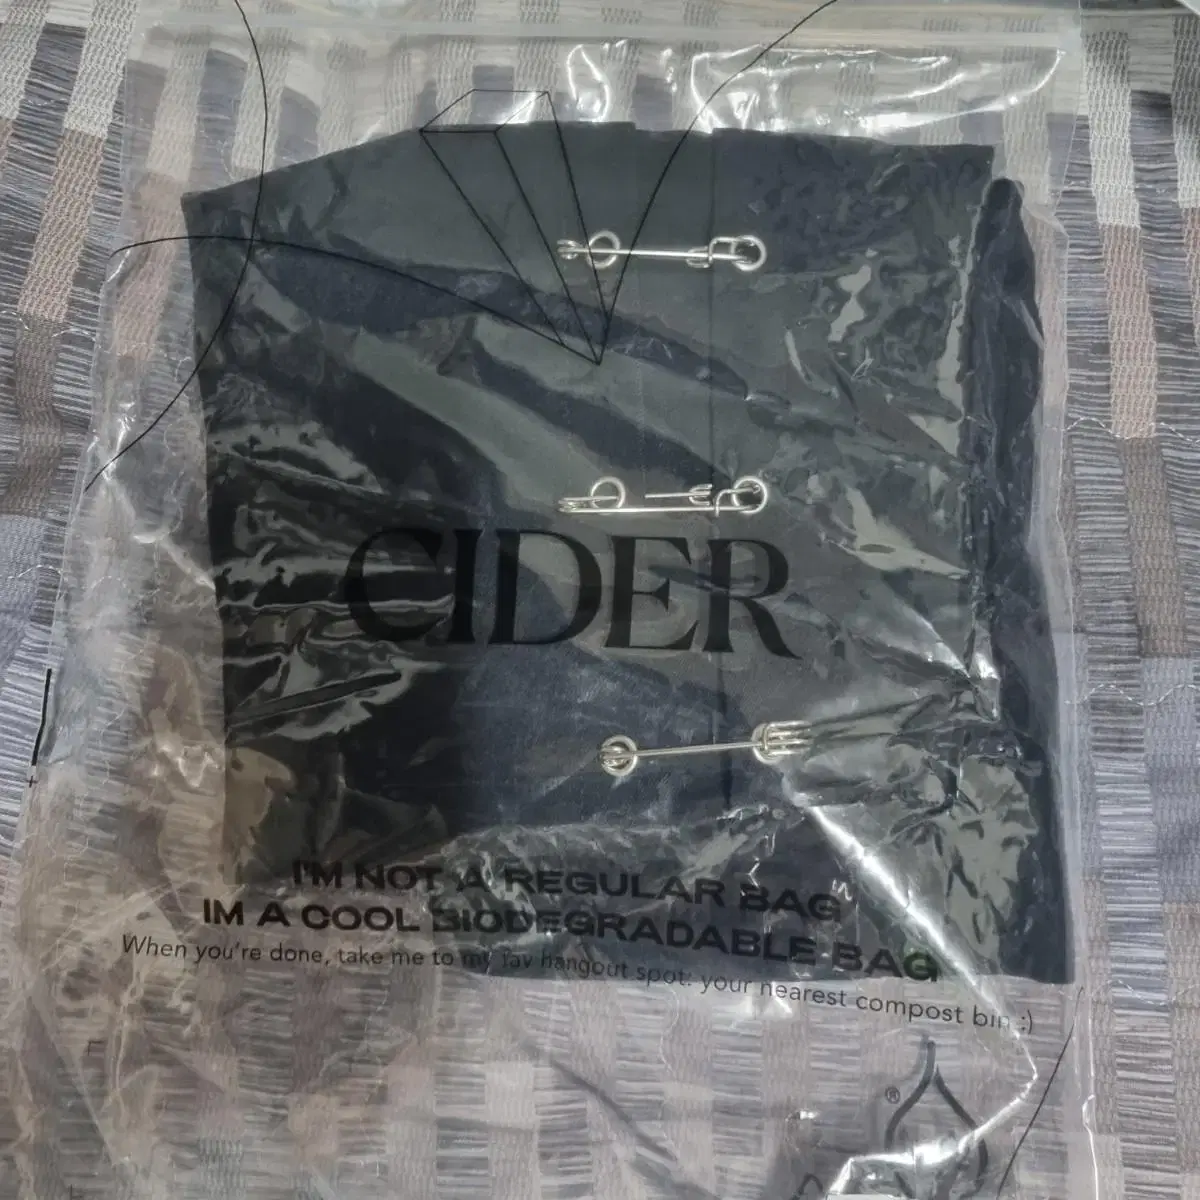 CIDER
I'M NOT A REGULAR BAG
IM A COOL BIODEGRADABLE BAG
When you're done, take me to my fav hangout spot: your nearest compost bin :)
®